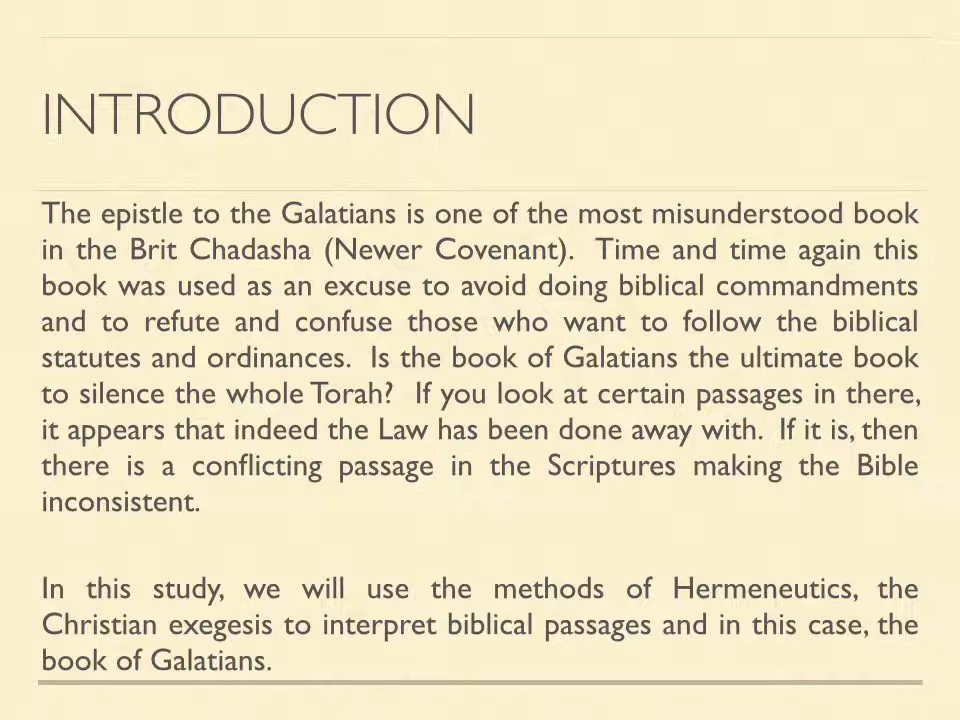 INTRODUCTION
The epistle to the Galatians is one of the most misunderstood book
in the Brit Chadasha (Newer Covenant). Time and time again this
book was used as an excuse to avoid doing biblical commandments
and to refute and confuse those who want to follow the biblical
statutes and ordinances. Is the book of Galatians the ultimate book
to silence the whole Torah? If you look at certain passages in there,
it appears that indeed the Law has been done away with. If it is, then
there is a conflicting passage in the Scriptures making the Bible
inconsistent.
In this study, we will use the methods of Hermeneutics, the
Christian exegesis to interpret biblical passages and in this case, the
book of Galatians.